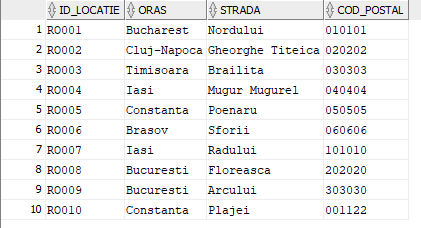 ID_LOCATIE ORAS STRADA COD_POSTAL
1 RO001 Bucharest Nordului 010101
2 RO002 Cluj-Napoca Gheorghe Titeica 020202
3 RO003 Timisoara Brailita 030303
4 RO004 Iasi Mugur Mugurel 040404
5 RO005 Constanta Poenaru 050505
6 RO006 Brasov Sforii 060606
7 RO007 Iasi Radului 101010
8 RO008 Bucuresti Floreasca 202020
9 RO009 Bucuresti Arcului 303030
10 RO010 Constanta Plajei 001122